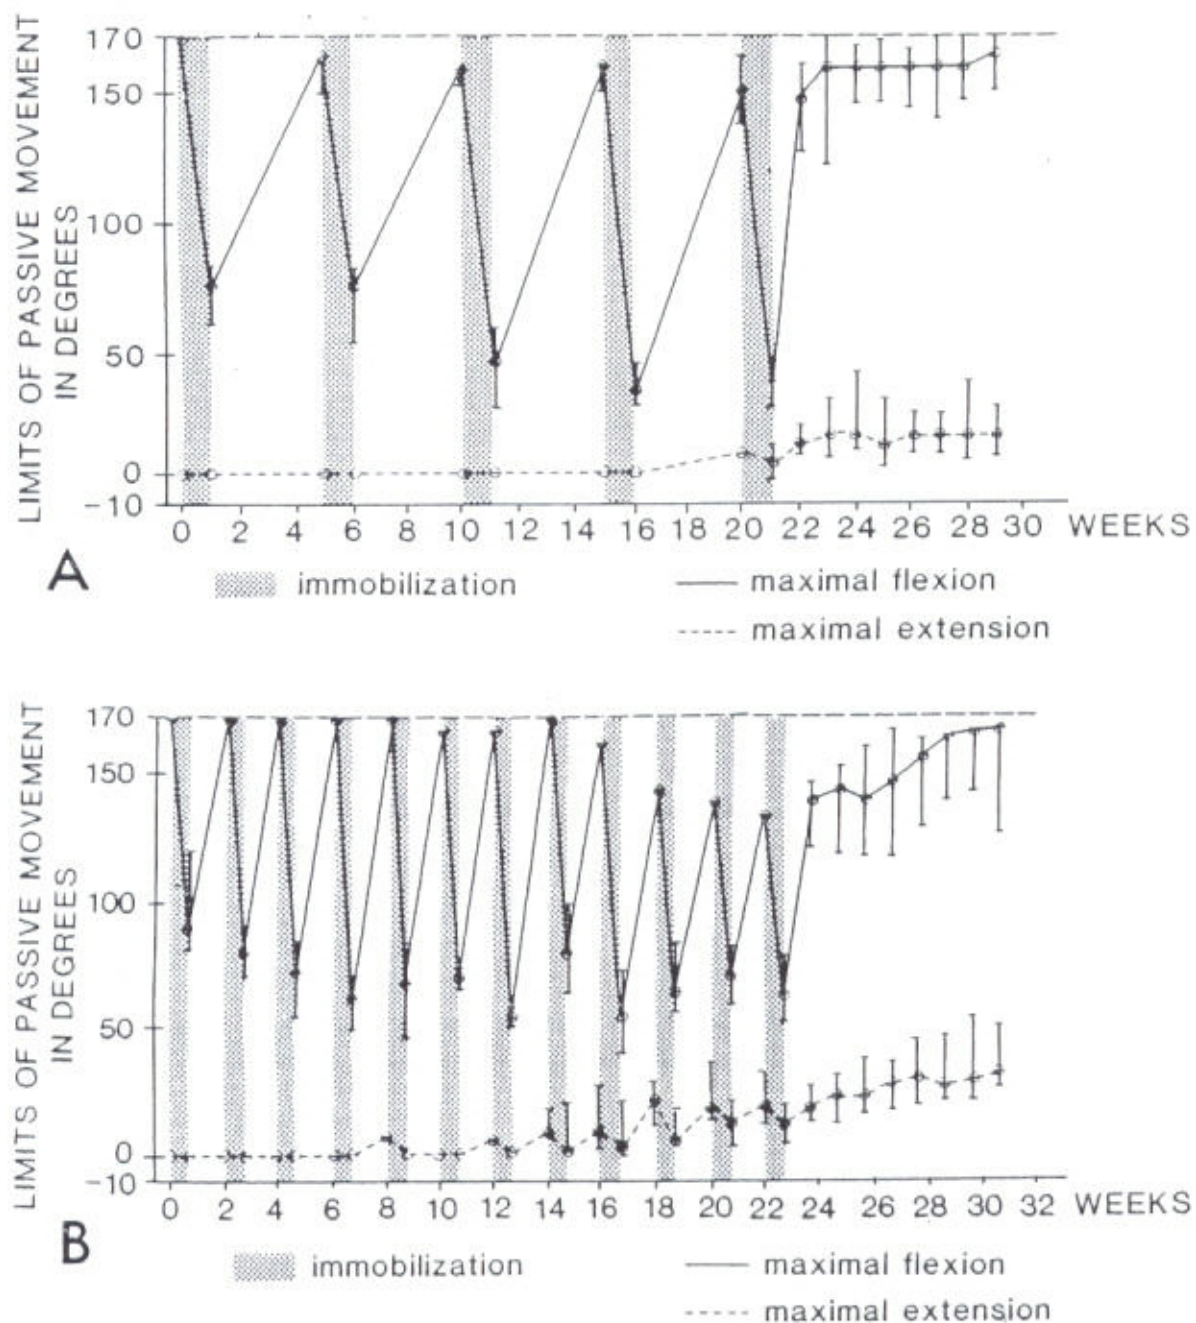 LIMITS OF PASSIVE MOVEMENT
IN DEGREES
170
150
100
50
0
−10
0 2 4 6 8 10 12 14 16 18 20 22 24 26 28 30 WEEKS
A
immobilization
maximal flexion
maximal extension
LIMITS OF PASSIVE MOVEMENT
IN DEGREES
170
150
100
50
0
−10
0 2 4 6 8 10 12 14 16 18 20 22 24 26 28 30 32 WEEKS
B
immobilization
maximal flexion
maximal extension